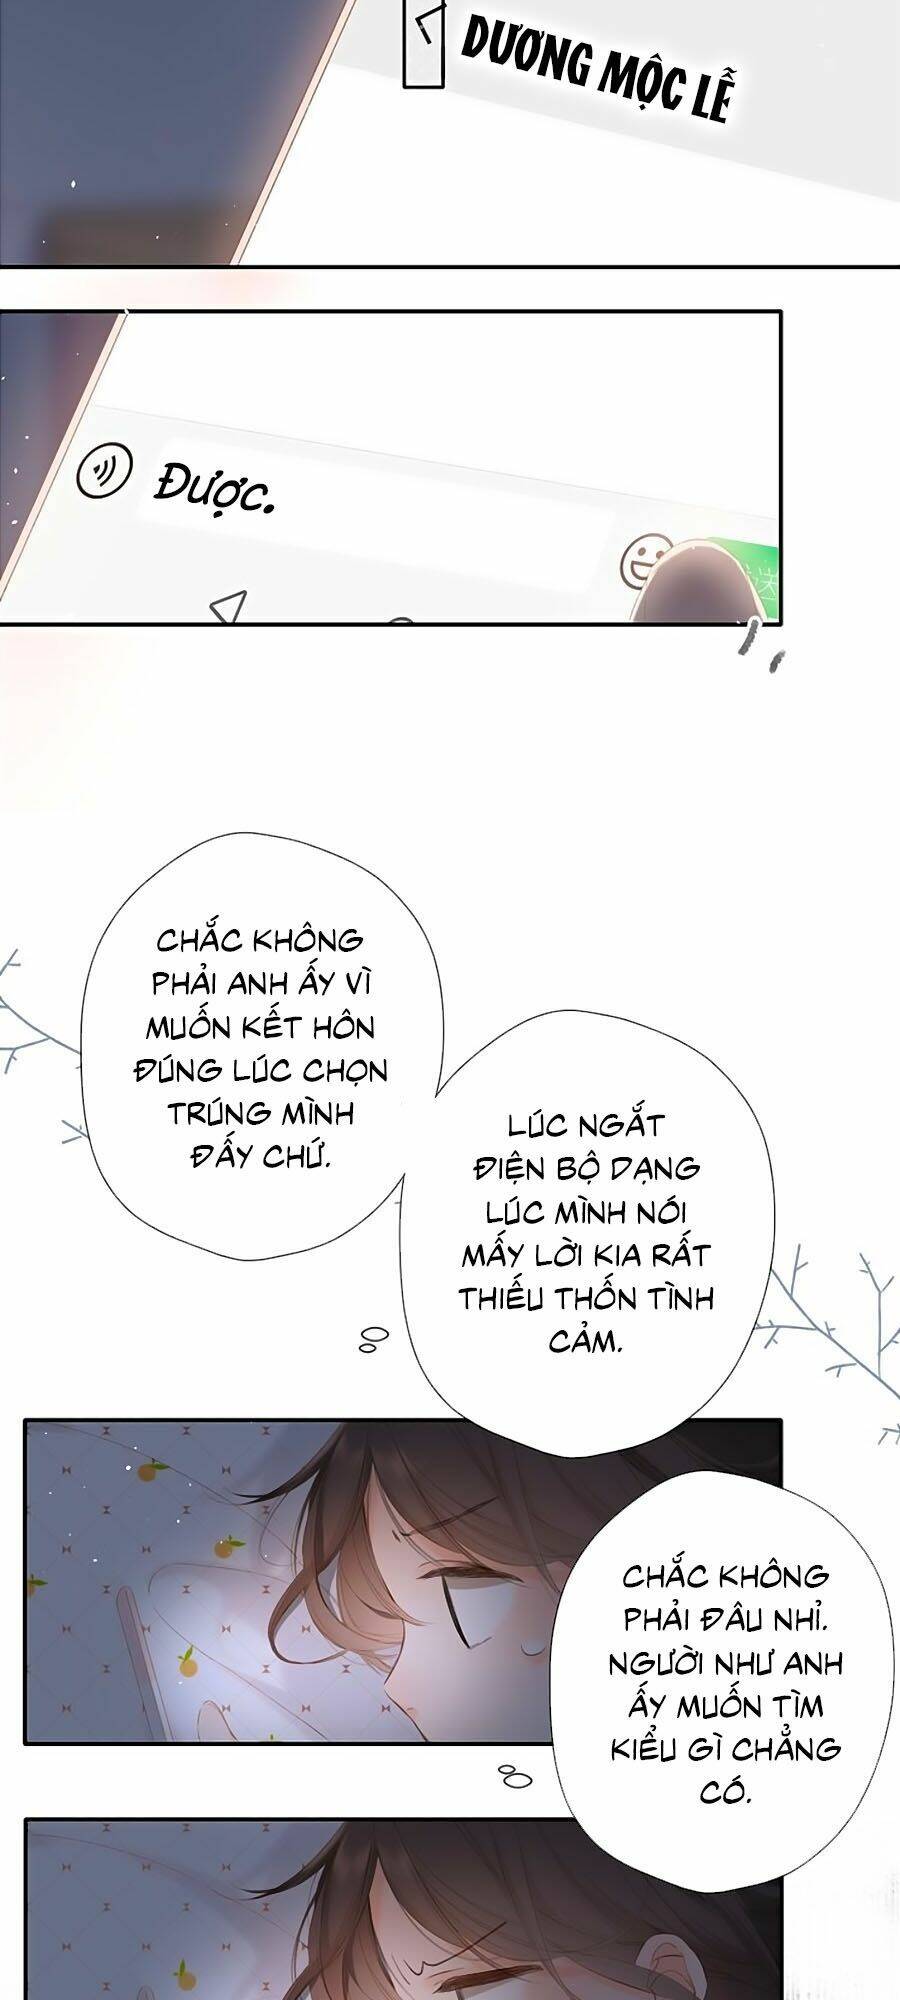 DƯƠNG MỘC LỄ
Được.
送
CHẮC KHÔNG
PHẢI ANH ẤY VÌ
MUỐN KẾT HÔN
ĐÚNG LÚC CHỌN
TRÚNG MÌNH
ĐẤY CHỨ.
LÚC NGẮT
ĐIỆN BỘ DẠNG
LÚC MÌNH NÓI
MẤY LỜI KIA RẤT
THIẾU THỐN TÌNH
CẢM.
CHẮC KHÔNG
PHẢI ĐÂU NHỈ.
NGƯỜI NHƯ ANH
ẤY MUỐN TÌM
KIỂU GÌ CHẲNG
CÓ.